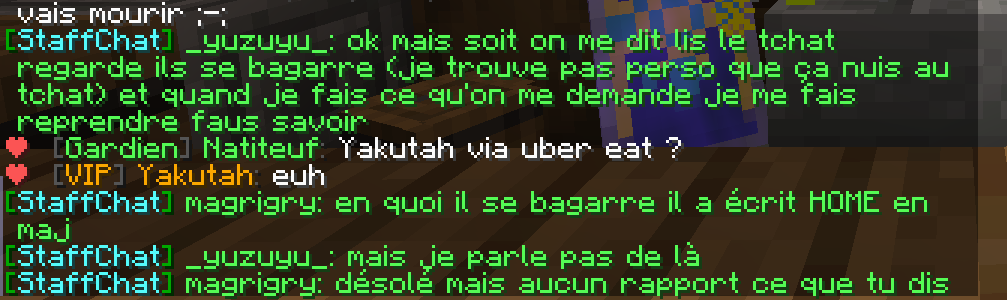 vais mourir ;-;
[StaffChat] _yuzuyu_: ok mais soit on me dit lis le tchat
regarde ils se bagarre (je trouve pas perso que ça nuis au
tchat) et quand je fais ce qu'on me demande je me fais
reprendre faus savoir
[Gardien] Natiteuf: Yakutah via uber eat ?
[VIP] Yakutah: euh
[StaffChat] magrigry: en quoi il se bagarre il a écrit HOME en
maj
[StaffChat] _yuzuyu_: mais je parle pas de là
[StaffChat] magrigry: désolé mais aucun rapport ce que tu dis